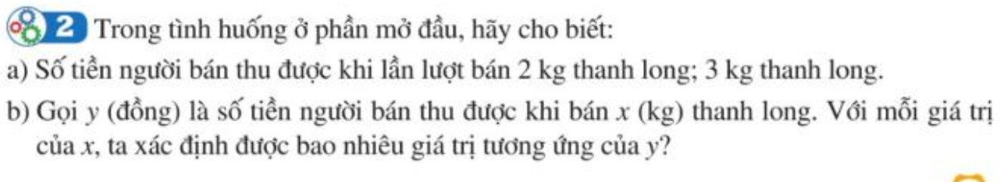 2 Trong tình huống ở phần mở đầu, hãy cho biết:
a) Số tiền người bán thu được khi lần lượt bán 2 kg thanh long; 3 kg thanh long.
b) Gọi y (đồng) là số tiền người bán thu được khi bán x (kg) thanh long. Với mỗi giá trị
của x, ta xác định được bao nhiêu giá trị tương ứng của y?